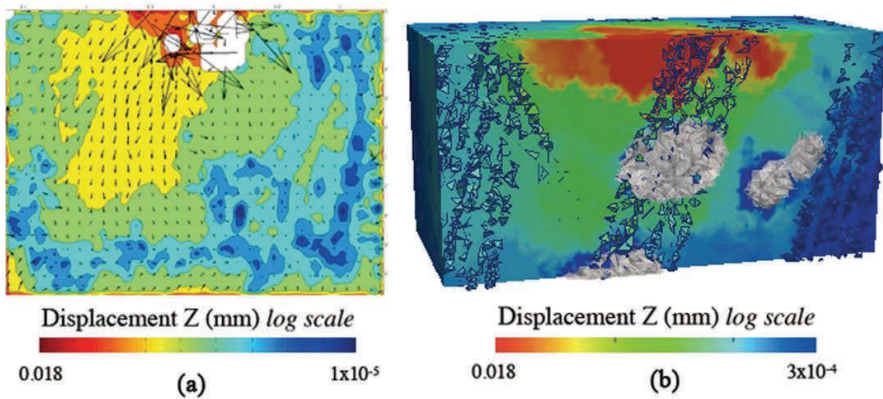 Displacement Z (mm) log scale
0.018
1x10-5
(a)
Displacement Z (mm) log scale
0.018
3x10-4
(b)